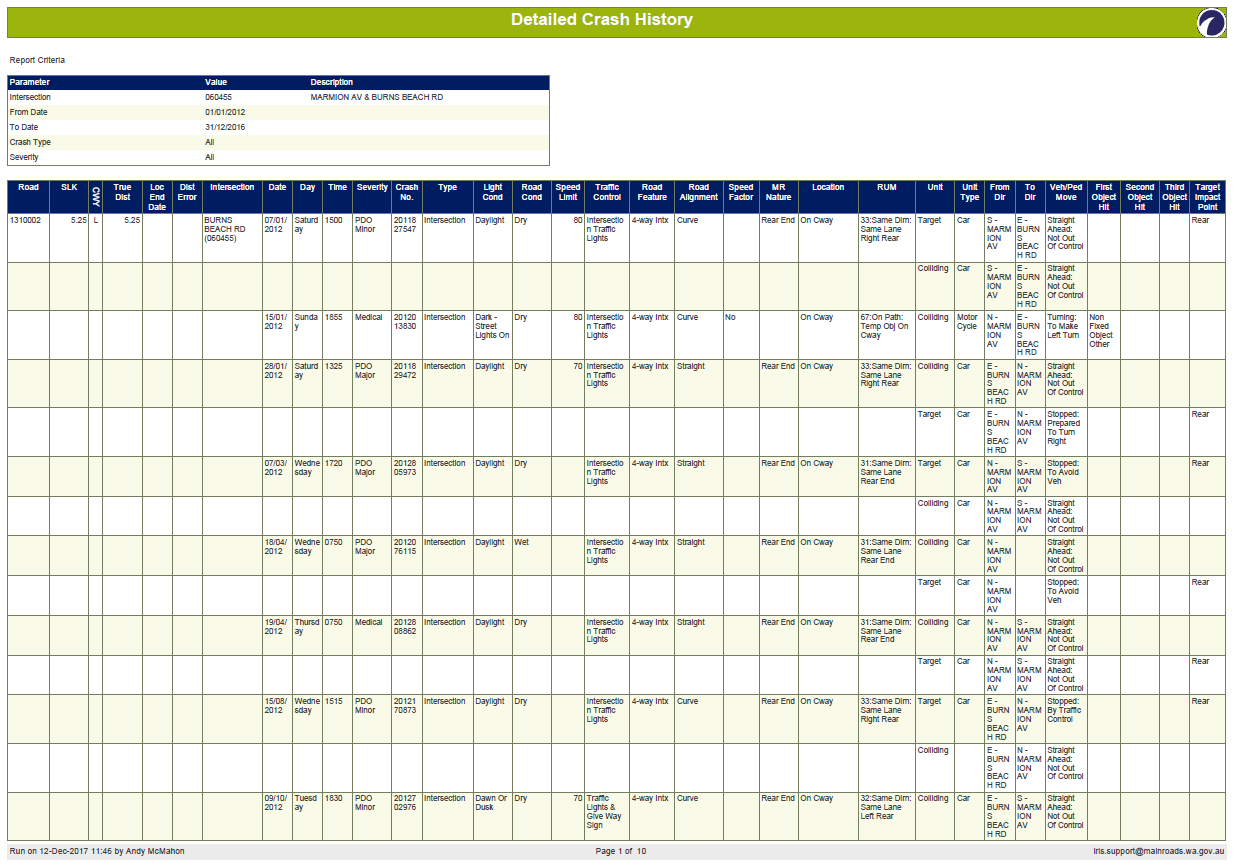 Detailed Crash History
Report Criteria
Parameter Value Description
Intersection 060455 MARMION AV & BURNS BEACH RD
From Date 01/01/2012
To Date 31/12/2016
Crash Type All
Severity All
Road SLK CWY True Dist Loc End Date Dist Error Intersection Date Day Time Severity Crash No. Type Light Cond Road Cond Speed Limit Traffic Control Road Feature Road Alignment Speed Factor MR Nature Location RUM Unit Unit Type From Dir To Dir Veh/Ped Move First Object Hit Second Object Hit Third Object Hit Target Impact Point
1310002 5.25 L 5.25 BURNS BEACH RD (060455) 07/01/2012 Saturday 1500 PDO Minor 2011827547 Intersection Daylight Dry 80 Intersection Traffic Lights 4-way Intx Curve Rear End On Cway 33:Same Dirn: Same Lane Right Rear Target Car S - MARMION AV E - BURNS BEACH RD Straight Ahead: Not Out Of Control Rear
Colliding Car S - MARMION AV E - BURNS BEACH RD Straight Ahead: Not Out Of Control
15/01/2012 Sunday 1855 Medical 2012013830 Intersection Dark - Street Lights On Dry 80 Intersection Traffic Lights 4-way Intx Curve No On Cway 67:On Path: Temp Obj On Cway Colliding Motor Cycle N - MARMION AV E - BURNS BEACH RD Turning: To Make Left Turn Non Fixed Object Other
28/01/2012 Saturday 1325 PDO Major 2011829472 Intersection Daylight Dry 70 Intersection Traffic Lights 4-way Intx Straight Rear End On Cway 33:Same Dirn: Same Lane Right Rear Colliding Car E - BURNS BEACH RD N - MARMION AV Straight Ahead: Not Out Of Control
Target Car E - BURNS BEACH RD N - MARMION AV Stopped: Prepared To Turn Right Rear
07/03/2012 Wednesday 1720 PDO Major 2012805973 Intersection Daylight Dry Intersection Traffic Lights 4-way Intx Straight Rear End On Cway 31:Same Dirn: Same Lane Rear End Target Car N - MARMION AV S - MARMION AV Stopped: To Avoid Veh Rear
Colliding Car N - MARMION AV S - MARMION AV Straight Ahead: Not Out Of Control
18/04/2012 Wednesday 0750 PDO Major 2012076115 Intersection Daylight Wet Intersection Traffic Lights 4-way Intx Straight Rear End On Cway 31:Same Dirn: Same Lane Rear End Colliding Car N - MARMION AV Straight Ahead: Not Out Of Control
Target Car N - MARMION AV Stopped: To Avoid Veh Rear
19/04/2012 Thursday 0750 Medical 2012808862 Intersection Daylight Dry Intersection Traffic Lights 4-way Intx Straight Rear End On Cway 31:Same Dirn: Same Lane Rear End Colliding Car N - MARMION AV S - MARMION AV Straight Ahead: Not Out Of Control
Target Car N - MARMION AV S - MARMION AV Straight Ahead: Not Out Of Control Rear
15/08/2012 Wednesday 1515 PDO Minor 2012170873 Intersection Daylight Dry Intersection Traffic Lights 4-way Intx Curve Rear End On Cway 33:Same Dirn: Same Lane Right Rear Target Car E - BURNS BEACH RD N - MARMION AV Stopped: By Traffic Control Rear
Colliding E - BURNS BEACH RD N - MARMION AV Straight Ahead: Not Out Of Control
09/10/2012 Tuesday 1830 PDO Minor 2012702976 Intersection Dawn Or Dusk Dry 70 Traffic Lights & Give Way Sign 4-way Intx Curve Rear End On Cway 32:Same Dirn: Same Lane Left Rear Colliding Car E - BURNS BEACH RD S - MARMION AV Straight Ahead: Not Out Of Control
Run on 12-Dec-2017 11:46 by Andy McMahon Page 1 of 10 iris.support@mainroads.wa.gov.au